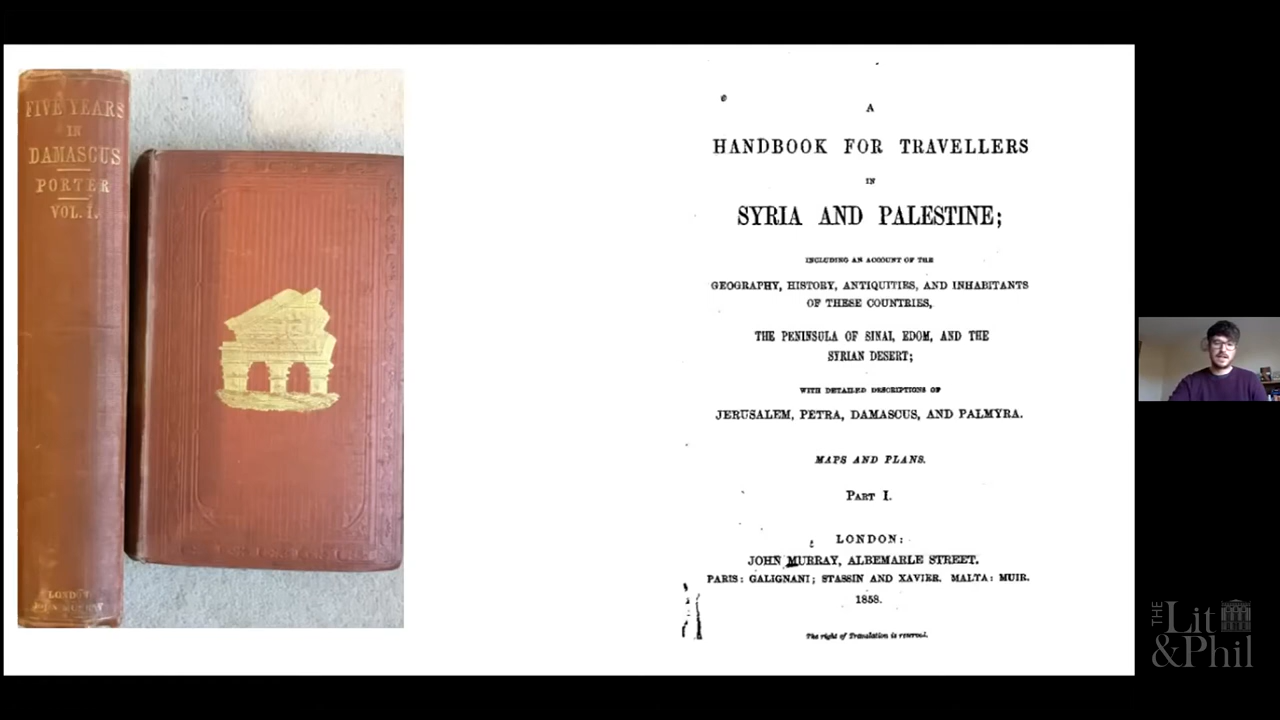 FIVE YEARS
IN
DAMASCUS
PORTER
VOL. I.
LONDON
JOHN MURRAY
A
HANDBOOK FOR TRAVELLERS
IN
SYRIA AND PALESTINE;
INCLUDING AN ACCOUNT OF THE
GEOGRAPHY, HISTORY, ANTIQUITIES, AND INHABITANTS
OF THESE COUNTRIES,
THE PENINSULA OF SINAI, EDOM, AND THE
SYRIAN DESERT;
WITH DETAILED DESCRIPTIONS OF
JERUSALEM, PETRA, DAMASCUS, AND PALMYRA.
MAPS AND PLANS.
PART I.
LONDON:
JOHN MURRAY, ALBEMARLE STREET.
PARIS: GALIGNANI; STASSIN AND XAVIER. MALTA: MUIR.
1858.
The right of Translation is reserved.
THE
Lit
&Phil